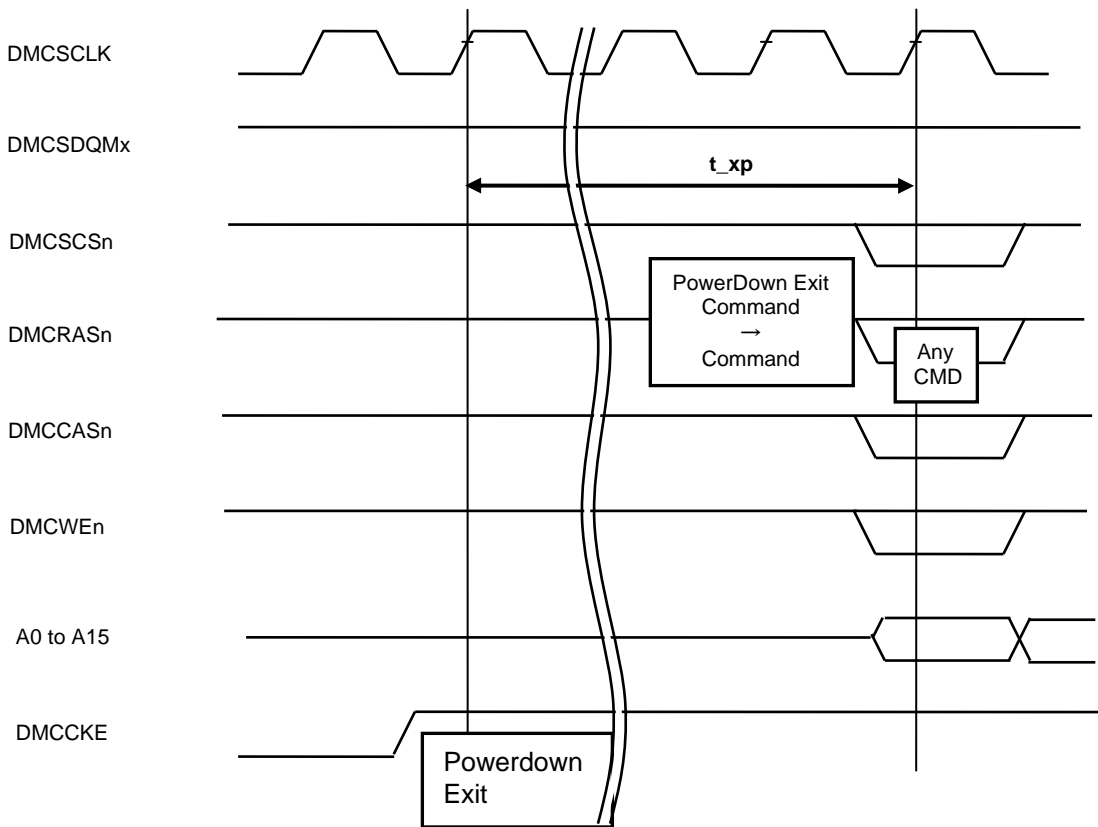 DMCSCLK
DMCSDQMx
t_xp
DMCSCSn
PowerDown Exit
Command
→
Command
DMCRASn
Any
CMD
DMCCASn
DMCWEn
A0 to A15
DMCCKE
Powerdown
Exit